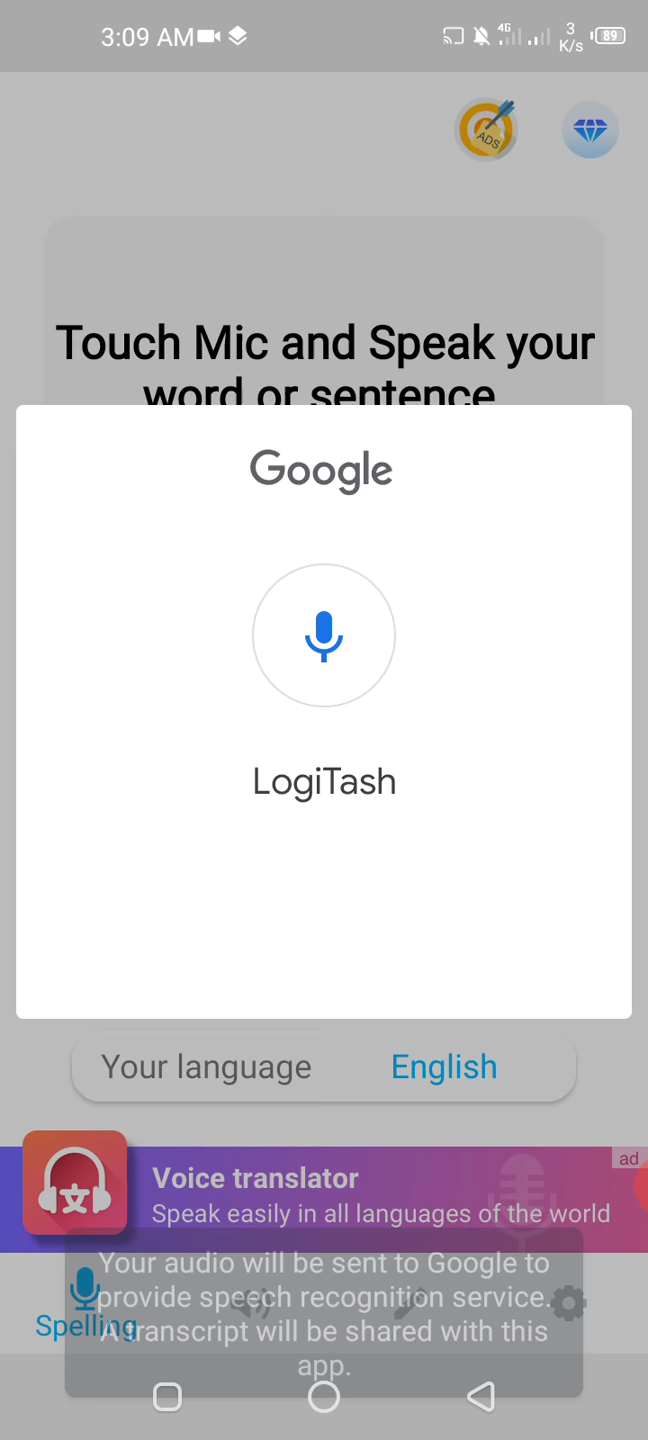 3:09 AM 4G 3 K/s 89
ADS
Touch Mic and Speak your
word or sentence
Google
LogiTash
Your language English
ad
Voice translator
Speak easily in all languages of the world
Your audio will be sent to Google to
provide speech recognition service.
Spelling
A transcript will be shared with this
app.